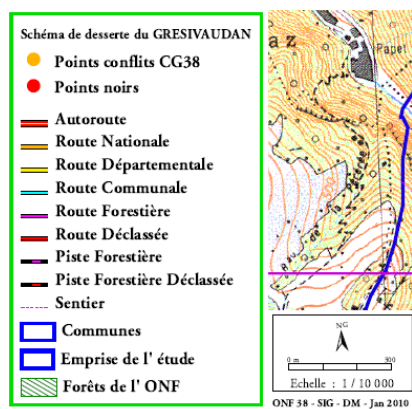 Schéma de desserte du GRESIVAUDAN
Points conflits CG38
Points noirs
Autoroute
Route Nationale
Route Départementale
Route Communale
Route Forestière
Route Déclassée
Piste Forestière
Piste Forestière Déclassée
Sentier
Communes
Emprise de l' étude
Forêts de l' ONF
az
Papet
NG
0 m 300
Echelle : 1 / 10 000
ONF 38 - SIG - DM - Jan 2010